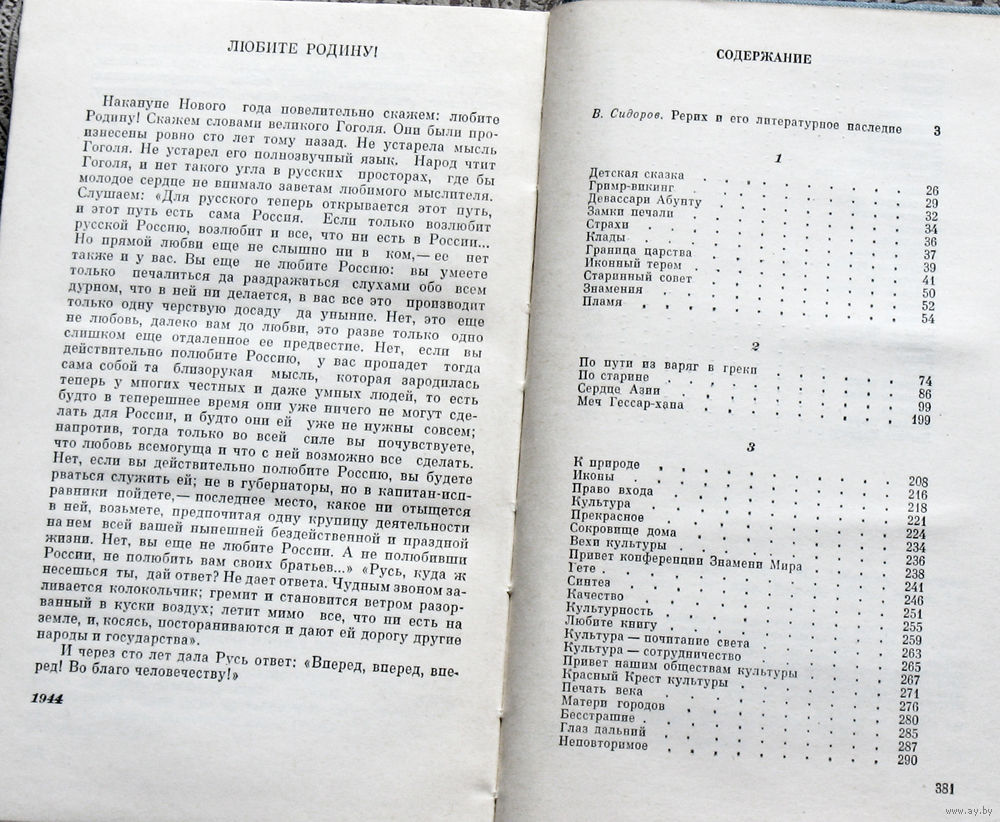 ЛЮБИТЕ РОДИНУ!
Накануне Нового года повелительно скажем: любите
Родину! Скажем словами великого Гоголя. Они были про-
изнесены ровно сто лет тому назад. Не устарела мысль
Гоголя. Не устарел его полнозвучный язык. Народ чтит
Гоголя, и нет такого угла в русских просторах, где бы
молодое сердце не внимало заветам любимого мыслителя.
Слушаем: «Для русского теперь открывается этот путь,
и этот путь есть сама Россия. Если только возлюбит
русской Россию, возлюбит и все, что ни есть в России...
Но прямой любви еще не слышно ни в ком,— ее нет
также и у вас. Вы еще не любите Россию: вы умеете
только печалиться да раздражаться слухами обо всем
дурном, что в ней ни делается, в вас все это производит
только одну черствую досаду да уныние. Нет, это еще
не любовь, далеко вам до любви, это разве только одно
слишком еще отдаленное ее предвестие. Нет, если вы
действительно полюбите Россию, у вас пропадет тогда
сама собой та близорукая мысль, которая зародилась
теперь у многих честных и даже умных людей, то есть
будто в теперешнее время они уже ничего не могут сде-
лать для России, и будто они ей уже не нужны совсем;
напротив, тогда только во всей силе вы почувствуете,
что любовь всемогуща и что с ней возможно все сделать.
Нет, если вы действительно полюбите Россию, вы будете
рваться служить ей; не в губернаторы, но в капитан-исп-
равники пойдете,— последнее место, какое ни отыщется
в ней, возьмете, предпочитая одну крупицу деятельности
на нем всей вашей нынешней бездейственной и праздной
жизни. Нет, вы еще не любите России. А не полюбивши
России, не полюбить вам своих братьев...» «Русь, куда ж
несешься ты, дай ответ? Не дает ответа. Чудным звоном за-
ливается колокольчик; гремит и становится ветром разор-
ванный в куски воздух; летит мимо все, что ни есть на
земле, и, косясь, постораниваются и дают ей дорогу другие
народы и государства».
И через сто лет дала Русь ответ: «Вперед, вперед, впе-
ред! Во благо человечеству!»
1944
СОДЕРЖАНИЕ
В. Сидоров. Рерих и его литературное наследие 3
1
Детская сказка 26
Гримр-викинг 29
Девассари Абунту 32
Замки печали 34
Страхи 36
Клады 37
Граница царства 39
Иконный терем 41
Старинный совет 50
Знамения 52
Пламя 54
2
По пути из варяг в греки 74
По старине 86
Сердце Азии 99
Меч Гессар-хана 199
3
К природе 208
Иконы 216
Право входа 218
Культура 221
Прекрасное 224
Сокровище дома 234
Вехи культуры 236
Привет конференции Знамени Мира 238
Гете 241
Синтез 246
Качество 251
Культурность 255
Любите книгу 259
Культура — почитание света 263
Культура — сотрудничество 265
Привет нашим обществам культуры 267
Красный Крест культуры 271
Печать века 276
Матери городов 280
Бесстрашие 285
Глаз дальний 287
Неповторимое 290
381
www.ay.by